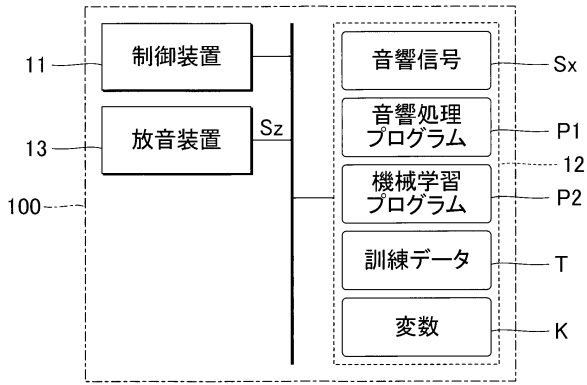 11
制御装置
13
放音装置
Sz
100
音響信号
Sx
音響処理
プログラム
P1
12
機械学習
プログラム
P2
訓練データ
T
変数
K